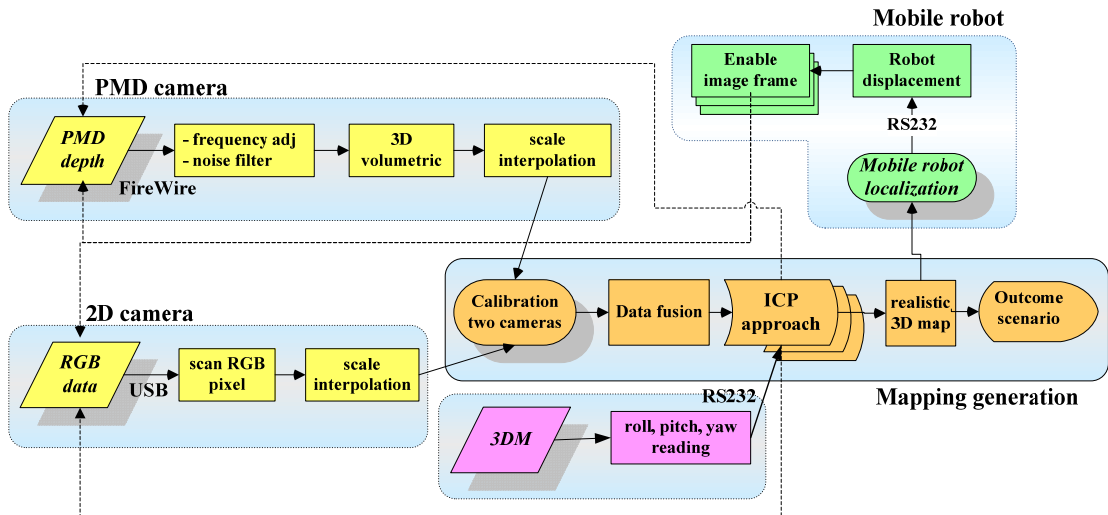 Mobile robot
Enable
image frame
Robot
displacement
RS232
Mobile robot
localization
PMD camera
PMD
depth
FireWire
- frequency adj
- noise filter
3D
volumetric
scale
interpolation
2D camera
RGB
data
USB
scan RGB
pixel
scale
interpolation
Calibration
two cameras
Data fusion
ICP
approach
realistic
3D map
Outcome
scenario
Mapping generation
RS232
3DM
roll, pitch, yaw
reading